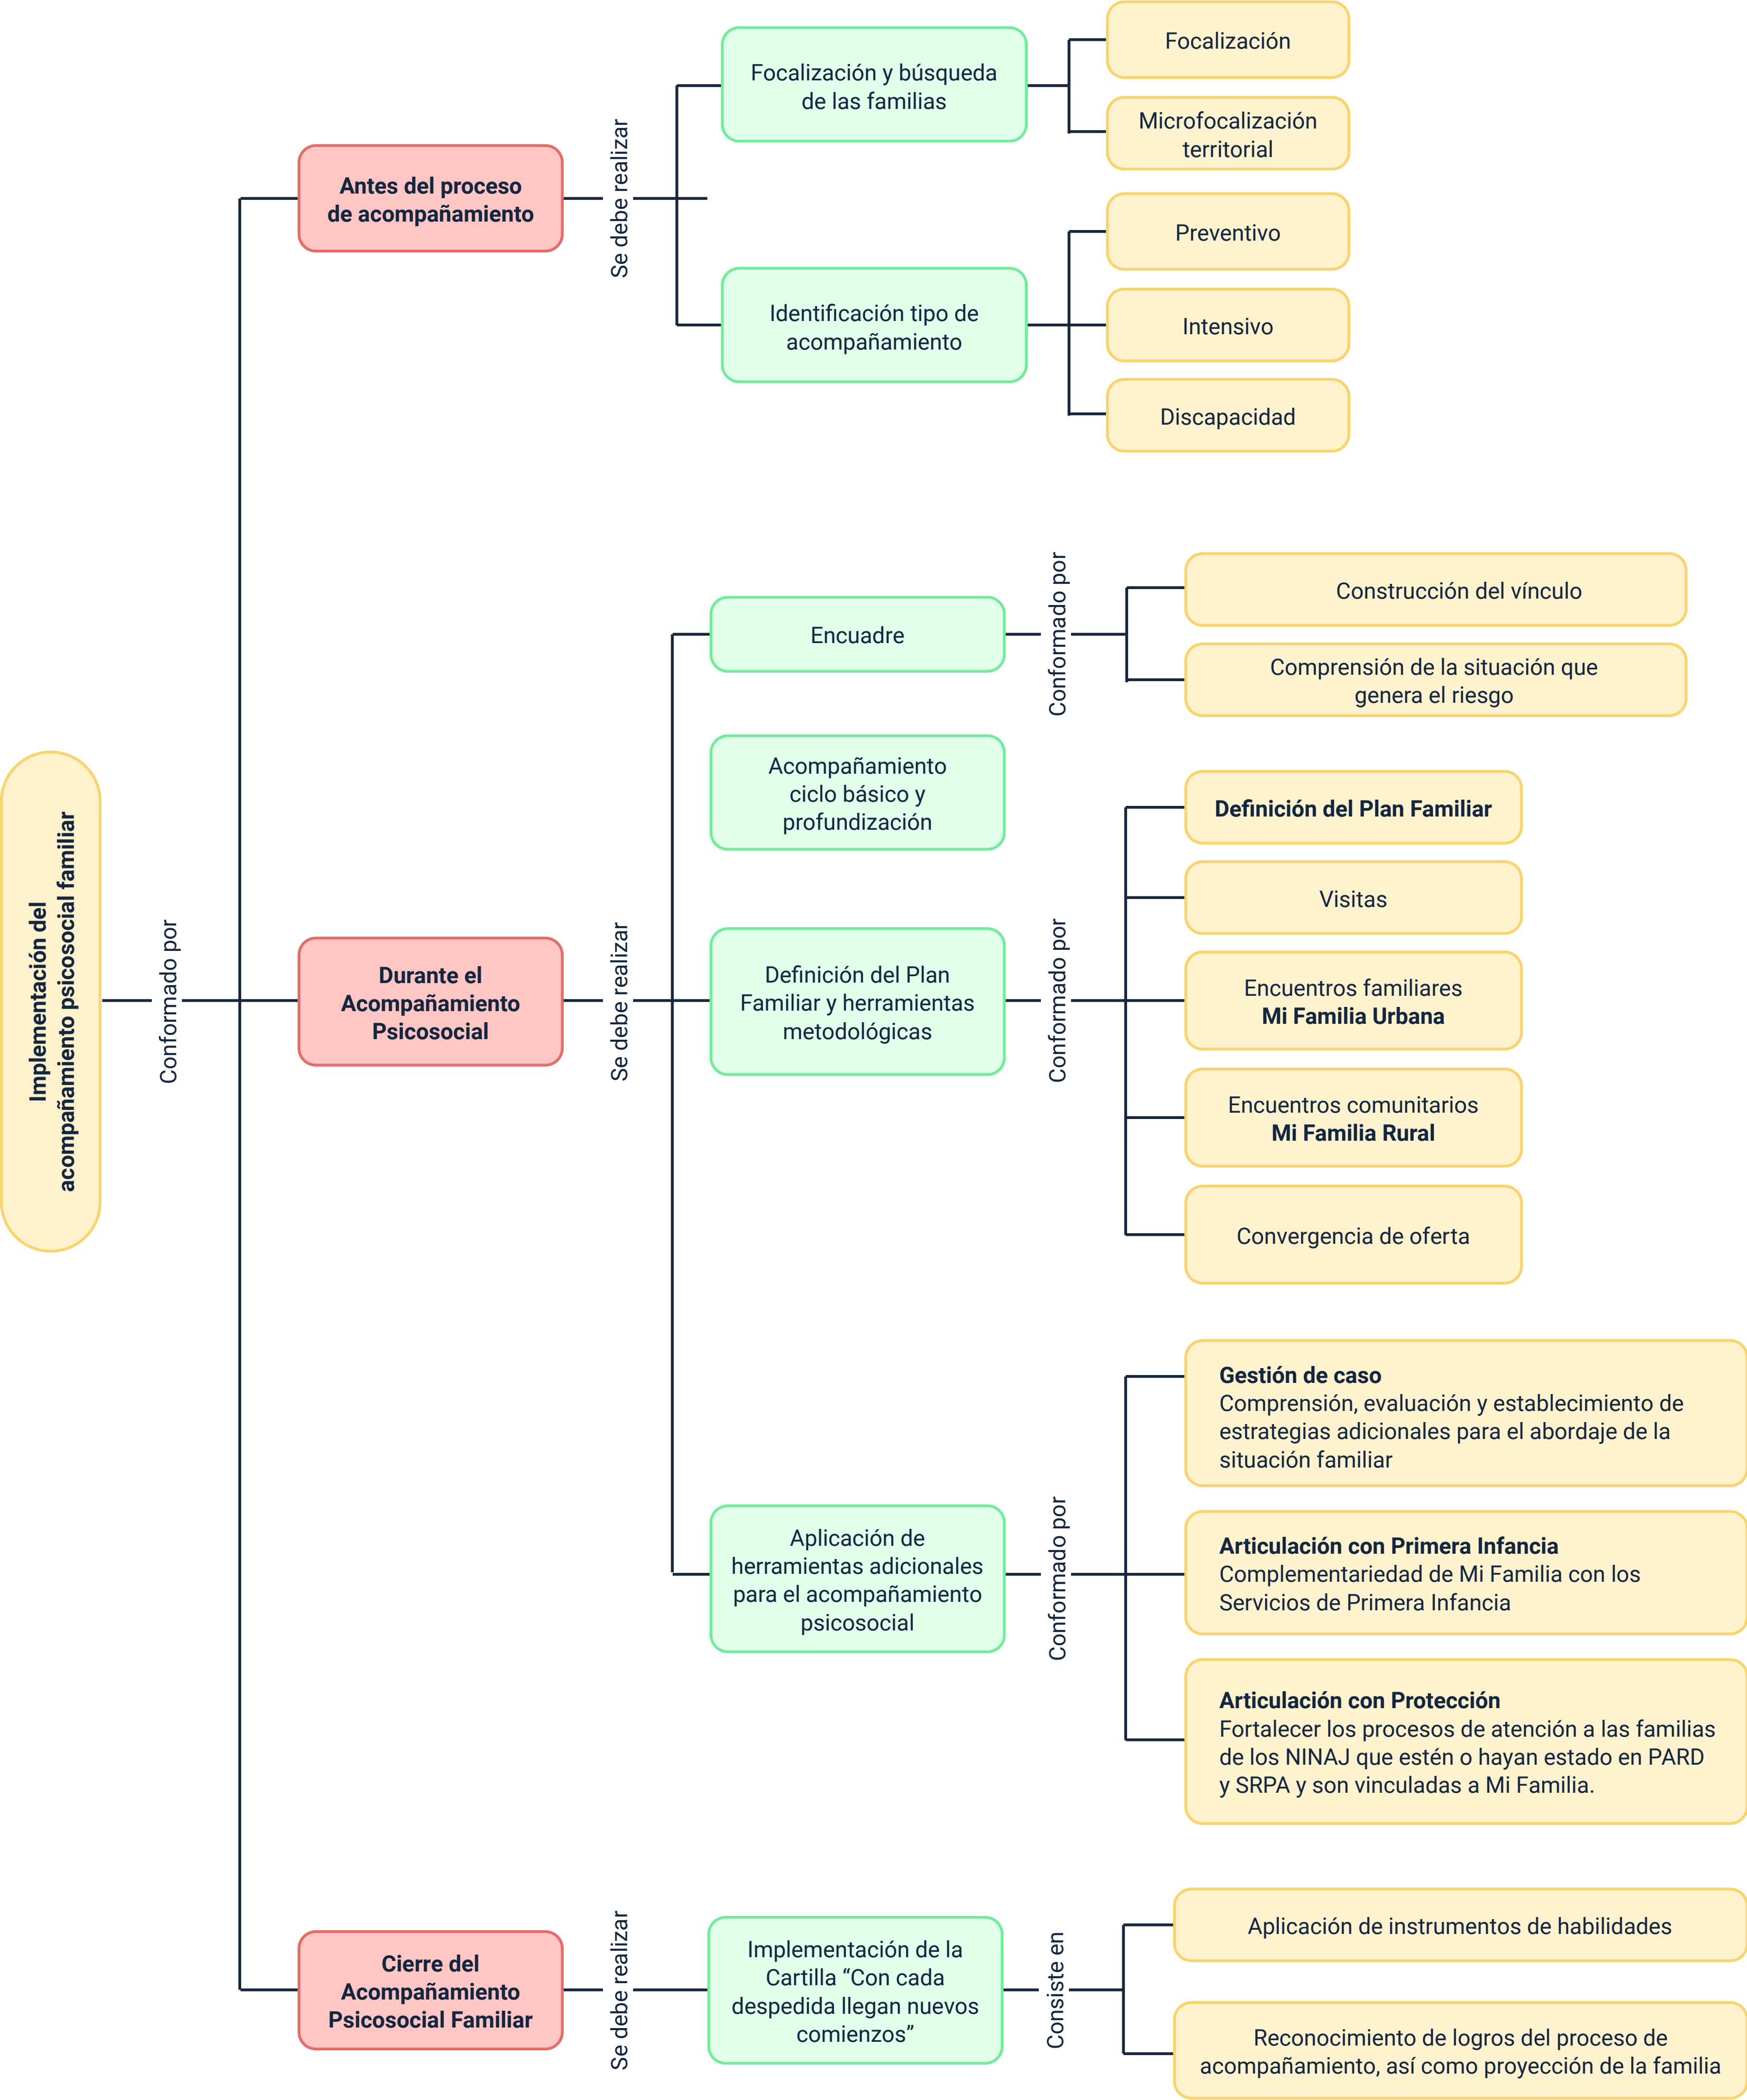 Implementación del
acompañamiento psicosocial familiar
Conformado por
Antes del proceso
de acompañamiento
Se debe realizar
Focalización y búsqueda
de las familias
Focalización
Microfocalización
territorial
Identificación tipo de
acompañamiento
Preventivo
Intensivo
Discapacidad
Durante el
Acompañamiento
Psicosocial
Se debe realizar
Encuadre
Conformado por
Construcción del vínculo
Comprensión de la situación que
genera el riesgo
Acompañamiento
ciclo básico y
profundización
Definición del Plan
Familiar y herramientas
metodológicas
Conformado por
Definición del Plan Familiar
Visitas
Encuentros familiares
Mi Familia Urbana
Encuentros comunitarios
Mi Familia Rural
Convergencia de oferta
Aplicación de
herramientas adicionales
para el acompañamiento
psicosocial
Conformado por
Gestión de caso
Comprensión, evaluación y establecimiento de
estrategias adicionales para el abordaje de la
situación familiar
Articulación con Primera Infancia
Complementariedad de Mi Familia con los
Servicios de Primera Infancia
Articulación con Protección
Fortalecer los procesos de atención a las familias
de los NINAJ que estén o hayan estado en PARD
y SRPA y son vinculadas a Mi Familia.
Cierre del
Acompañamiento
Psicosocial Familiar
Se debe realizar
Implementación de la
Cartilla “Con cada
despedida llegan nuevos
comienzos”
Consiste en
Aplicación de instrumentos de habilidades
Reconocimiento de logros del proceso de
acompañamiento, así como proyección de la familia